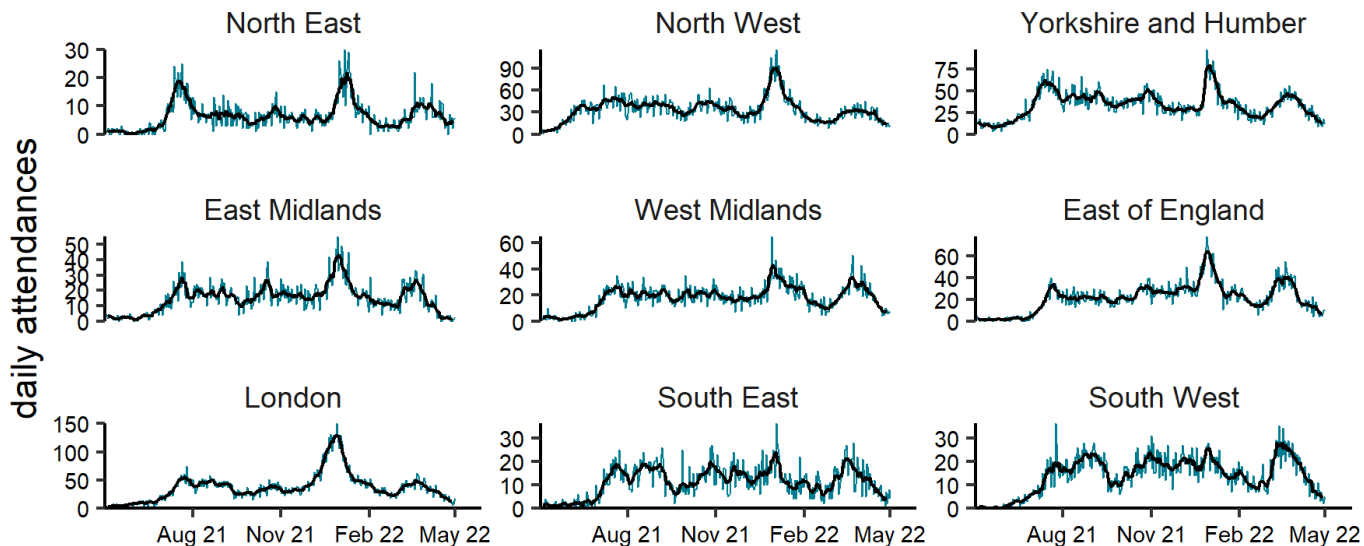 daily attendances
North East
30
20
10
0
North West
90
60
30
0
Yorkshire and Humber
75
50
25
0
East Midlands
50
40
30
20
10
0
West Midlands
60
40
20
0
East of England
60
40
20
0
London
150
100
50
0
South East
30
20
10
0
South West
30
20
10
0
Aug 21 Nov 21 Feb 22 May 22
Aug 21 Nov 21 Feb 22 May 22
Aug 21 Nov 21 Feb 22 May 22